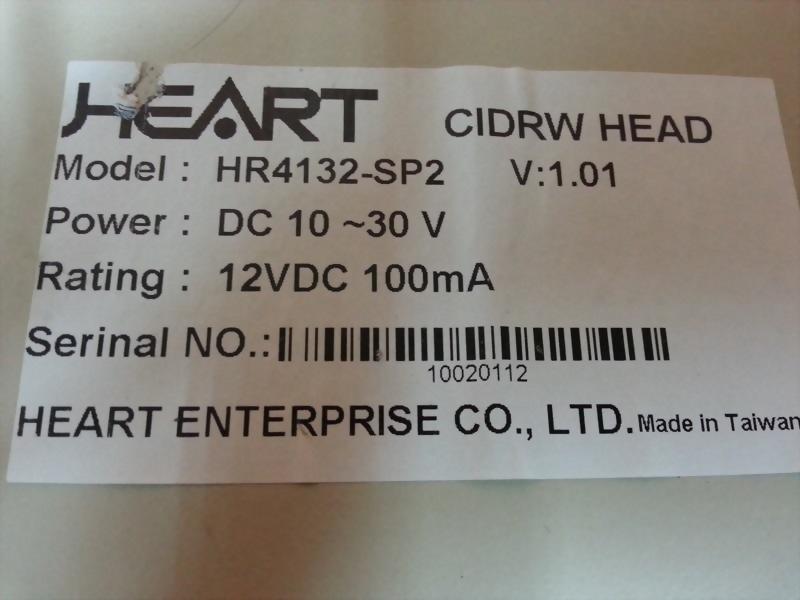 HEART CIDRW HEAD
Model : HR4132-SP2 V:1.01
Power : DC 10 ~30 V
Rating : 12VDC 100mA
Serinal NO.:
10020112
HEART ENTERPRISE CO., LTD. Made in Taiwan